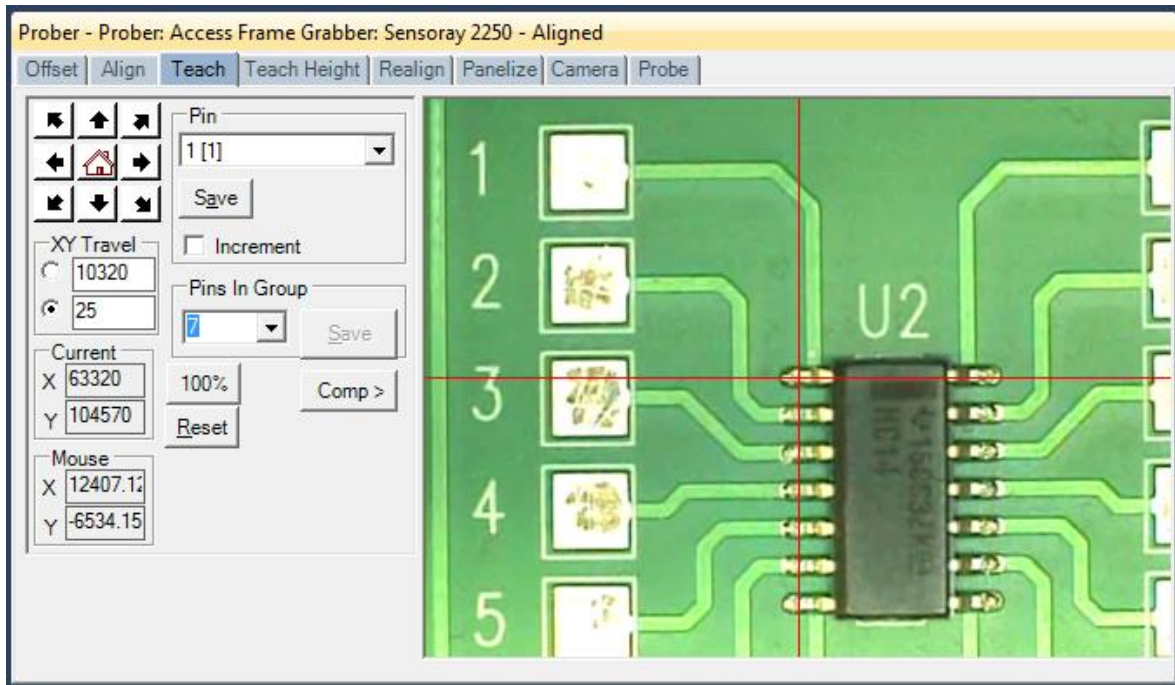 Prober - Prober: Access Frame Grabber: Sensoray 2250 - Aligned
Offset Align Teach Teach Height Realign Panelize Camera Probe
Pin
1 [1]
Save
Increment
XY Travel
10320
25
Pins In Group
7
Save
Current
X 63320
Y 104570
100%
Comp >
Reset
Mouse
X 12407.12
Y -6534.15
1
2
3
4
5
U2
HC14